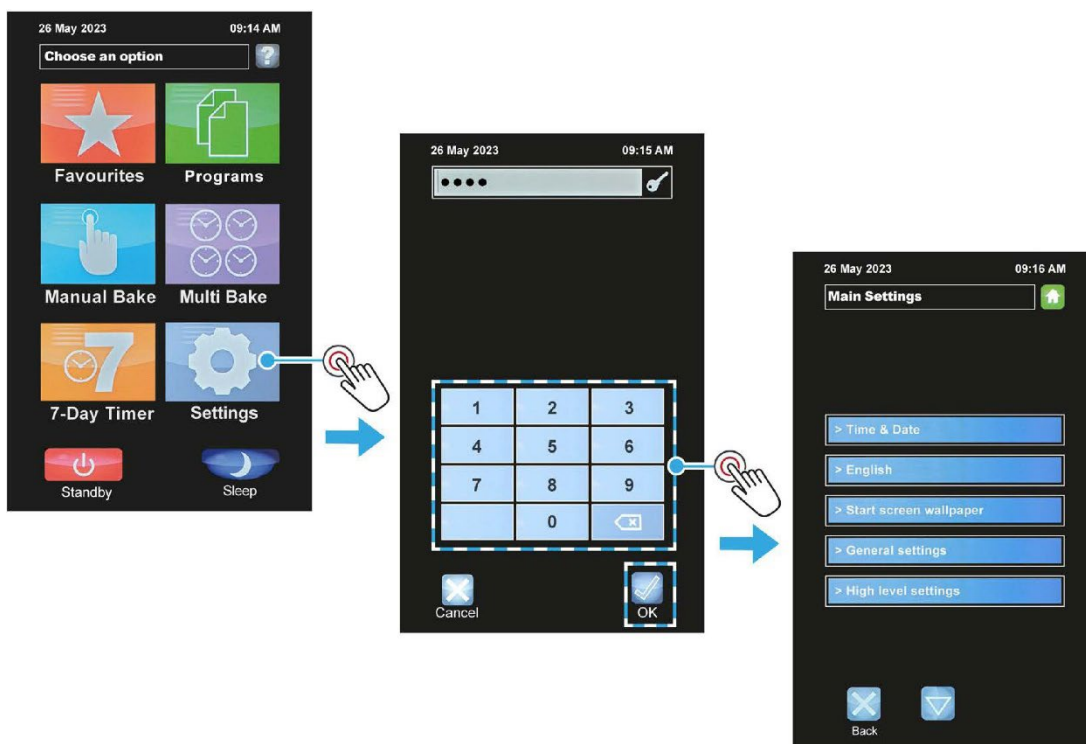 26 May 2023 09:14 AM
Choose an option
?
Favourites Programs
Manual Bake Multi Bake
7
7-Day Timer Settings
Standby Sleep
26 May 2023 09:15 AM
••••
1 2 3
4 5 6
7 8 9
0
Cancel OK
26 May 2023 09:16 AM
Main Settings
> Time & Date
> English
> Start screen wallpaper
> General settings
> High level settings
Back